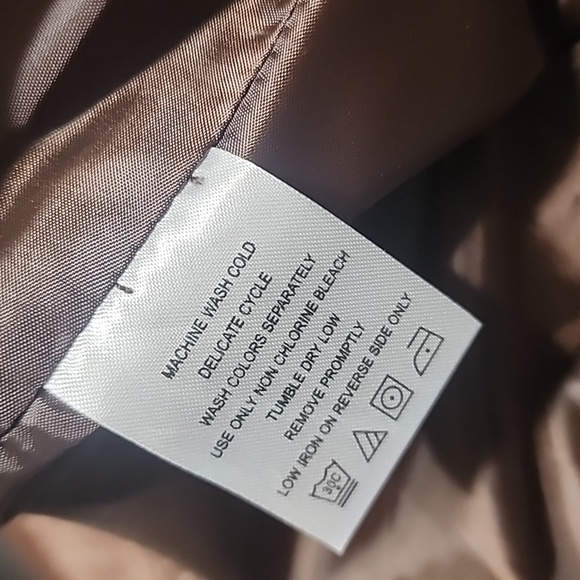 MACHINE WASH COLD
DELICATE CYCLE
WASH COLORS SEPARATELY
USE ONLY NON CHLORINE BLEACH
TUMBLE DRY LOW
REMOVE PROMPTLY
LOW IRON ON REVERSE SIDE ONLY
30C